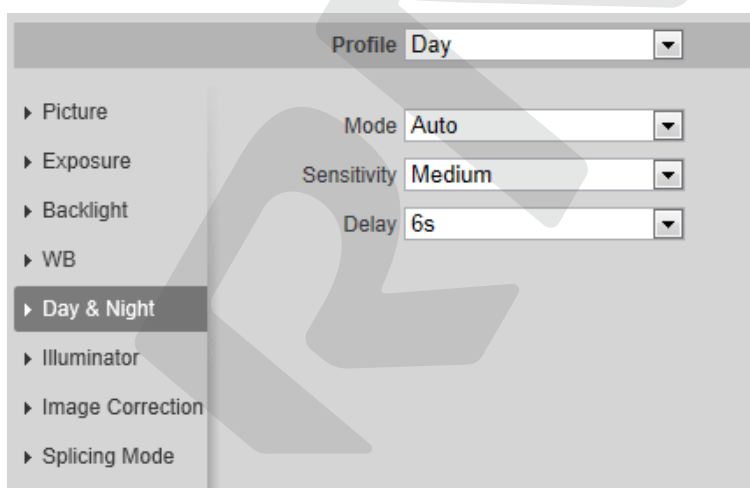 Profile Day
Picture
Mode Auto
Exposure
Sensitivity Medium
Backlight
Delay 6s
WB
Day & Night
Illuminator
Image Correction
Splicing Mode